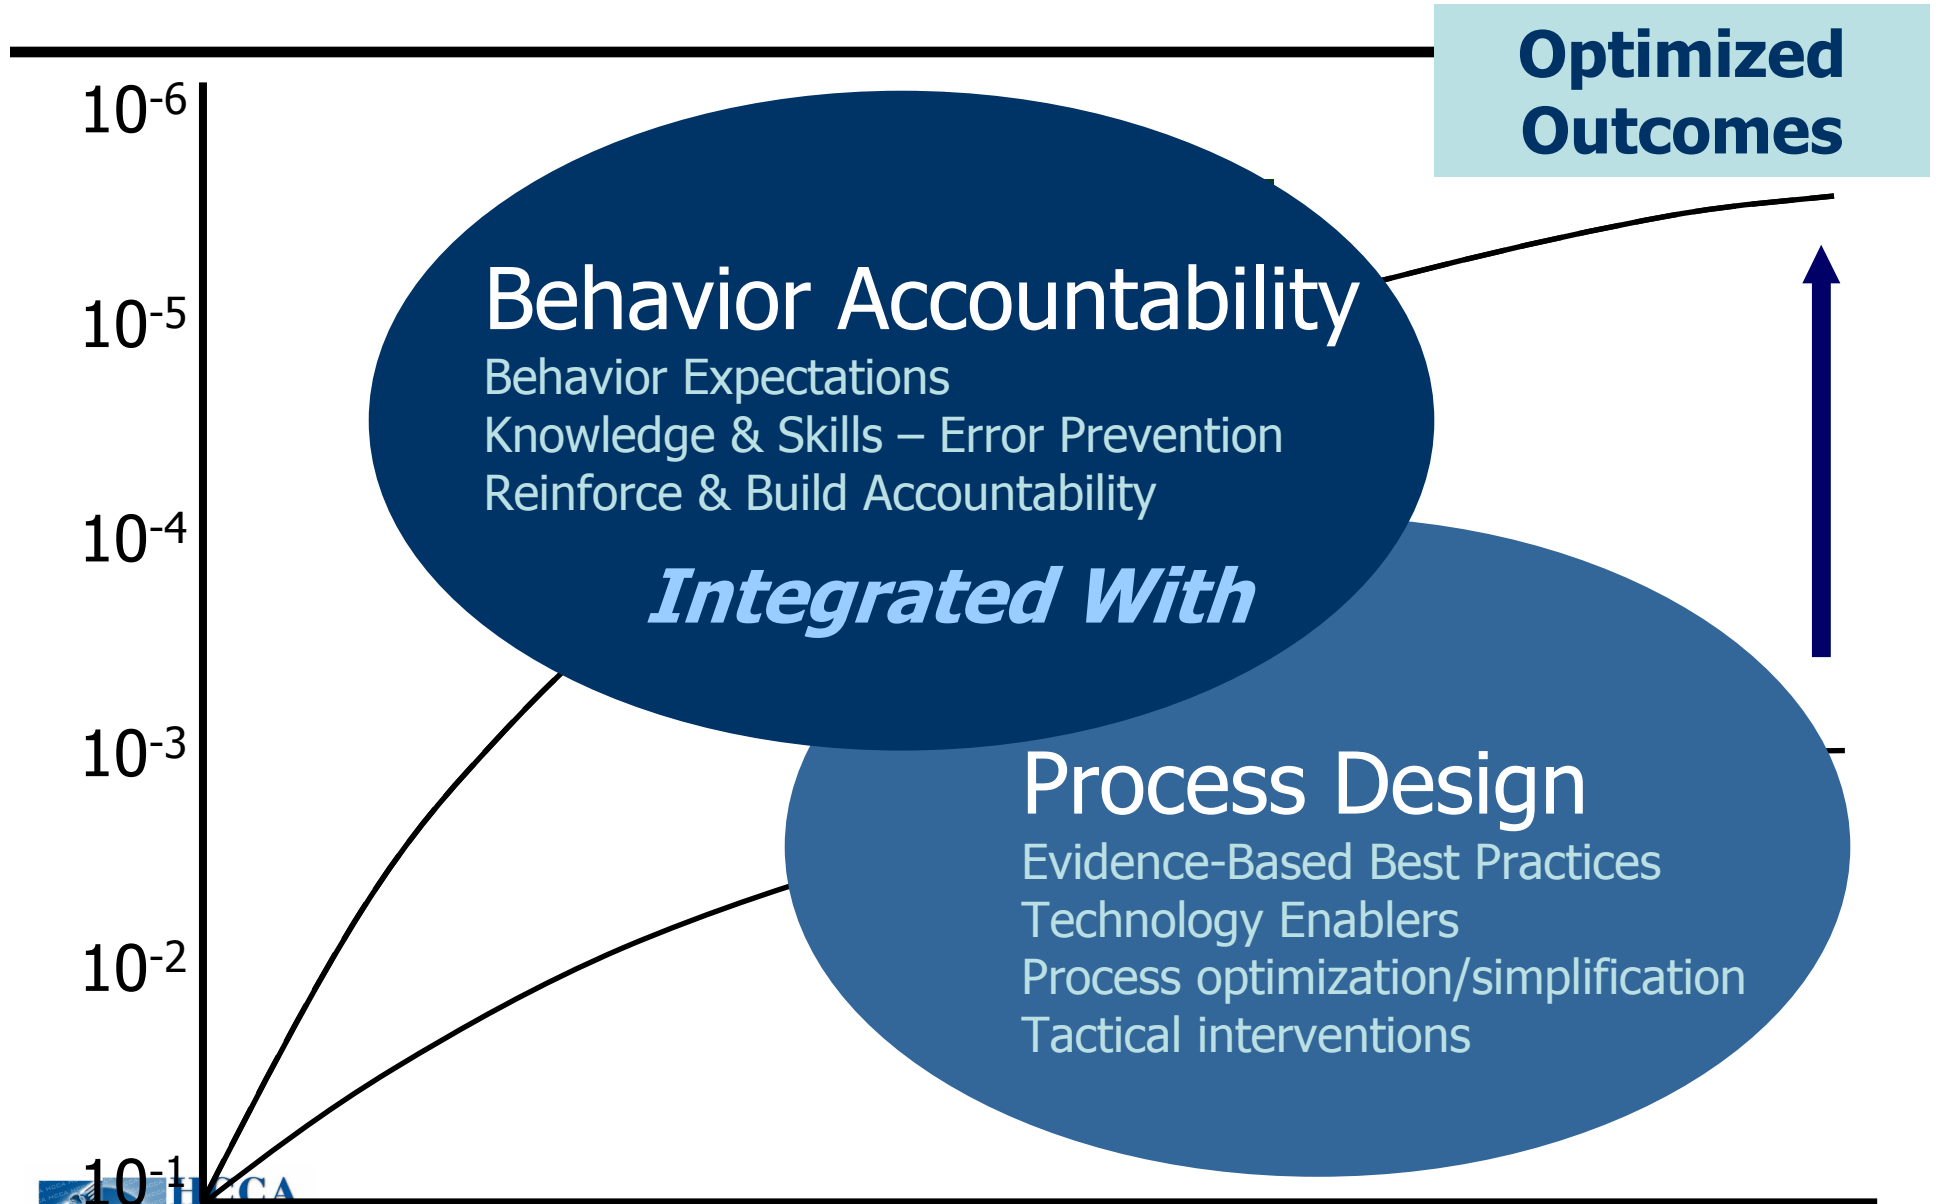 Optimized
Outcomes
10-6
10-5
10-4
10-3
10-2
10-1
Behavior Accountability
Behavior Expectations
Knowledge & Skills – Error Prevention
Reinforce & Build Accountability
Integrated With
Process Design
Evidence-Based Best Practices
Technology Enablers
Process optimization/simplification
Tactical interventions
HCCA